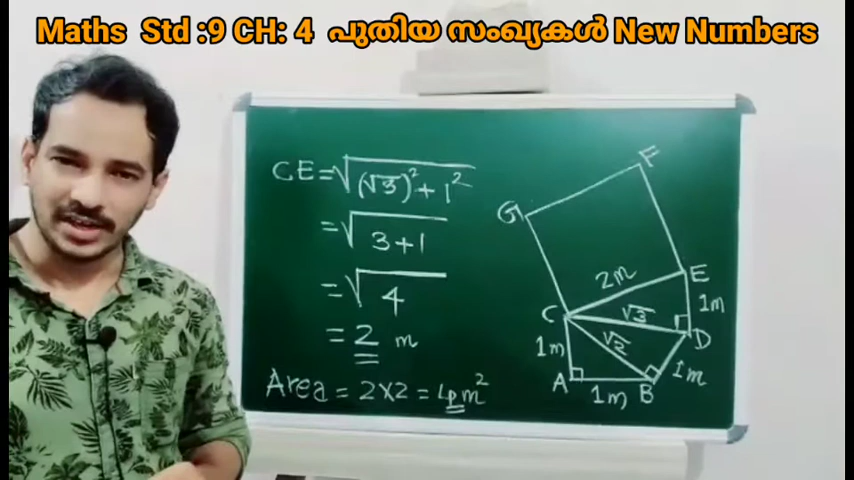 Maths Std :9 CH: 4 പുതിയ സംഖ്യകൾ New Numbers
CE=√(√3)²+1²
=√3+1
=√4
= 2 m
Area = 2×2 = 4m²
F
G
2m
E
C
√3
1m
D
√2
1m
1m
A
1m
B